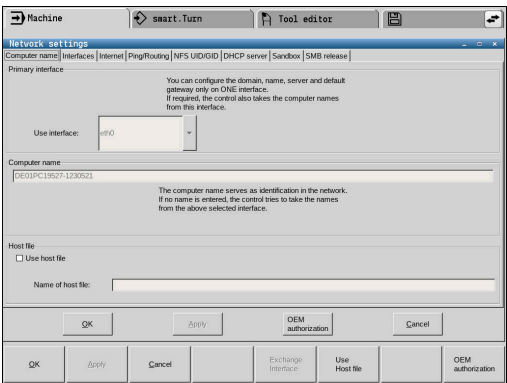 Machine
smart.Turn
Tool editor
Network settings
Computer name Interfaces Internet Ping/Routing NFS UID/GID DHCP server Sandbox SMB release
Primary interface
You can configure the domain, name, server and default
gateway only on ONE interface.
If required, the control also takes the computer names
from this interface.
Use interface:
eth0
Computer name
DE01PC19527-1230521
The computer name serves as identification in the network.
If no name is entered, the control tries to take the names
from the above selected interface.
Host file
Use host file
Name of host file:
OK
Apply
OEM
authorization
Cancel
OK
Apply
Cancel
Exchange
Interface
Use
Host file
OEM
authorization